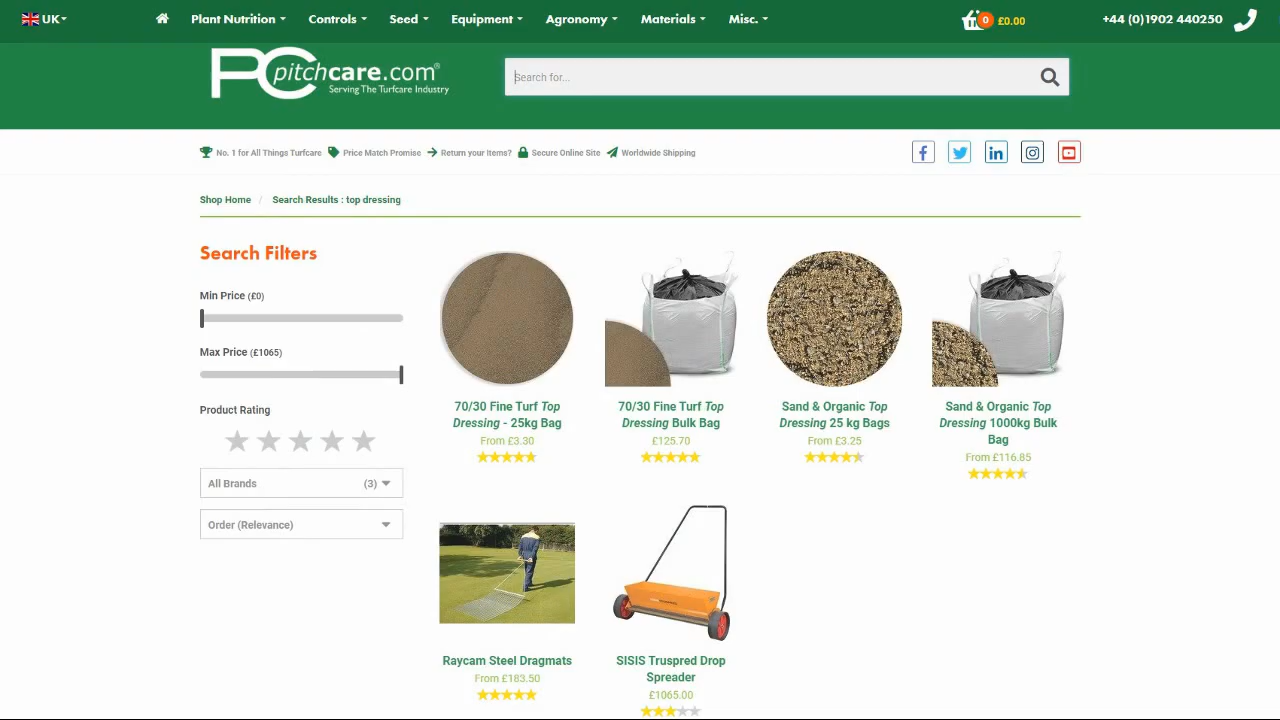 UK
Plant Nutrition
Controls
Seed
Equipment
Agronomy
Materials
Misc.
0
£0.00
+44 (0)1902 440250
PC pitchcare.com®
Serving The Turfcare Industry
Search for...
No. 1 for All Things Turfcare
Price Match Promise
Return your Items?
Secure Online Site
Worldwide Shipping
Shop Home / Search Results : top dressing
Search Filters
Min Price (£0)
Max Price (£1065)
Product Rating
All Brands (3)
Order (Relevance)
70/30 Fine Turf Top
Dressing - 25kg Bag
From £3.30
70/30 Fine Turf Top
Dressing Bulk Bag
£125.70
Sand & Organic Top
Dressing 25 kg Bags
From £3.25
Sand & Organic Top
Dressing 1000kg Bulk
Bag
From £116.85
Raycam Steel Dragmats
From £183.50
SISIS Truspred Drop
Spreader
£1065.00